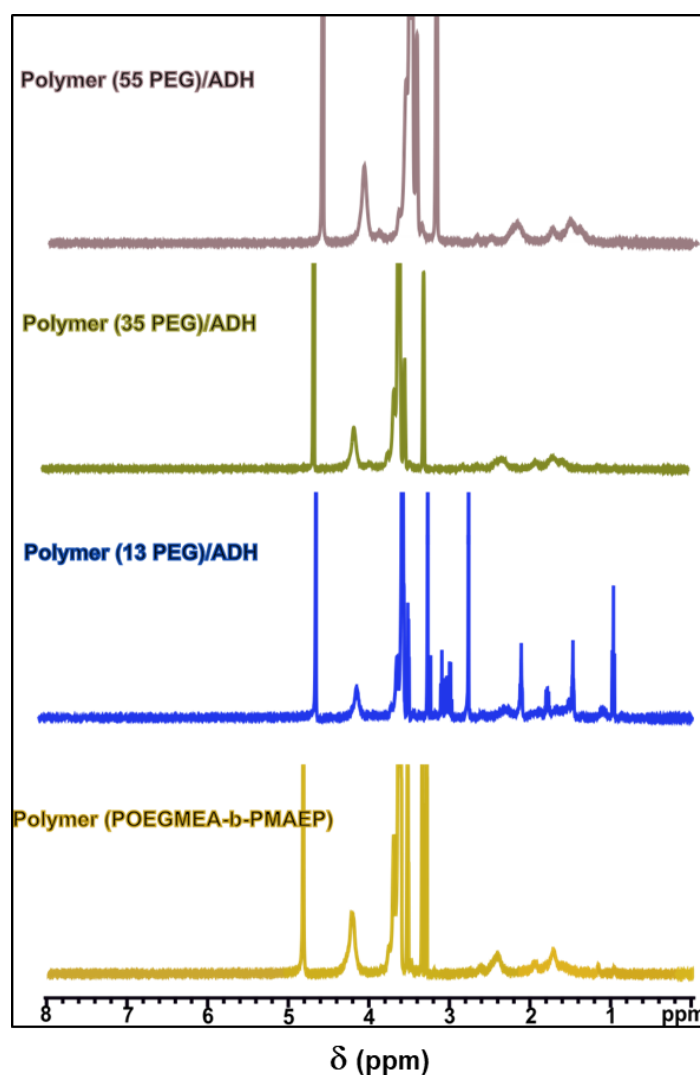 Polymer (55 PEG)/ADH
Polymer (35 PEG)/ADH
Polymer (13 PEG)/ADH
Polymer (POEGMEA-b-PMAEP)
8 7 6 5 4 3 2 1 ppm
δ (ppm)